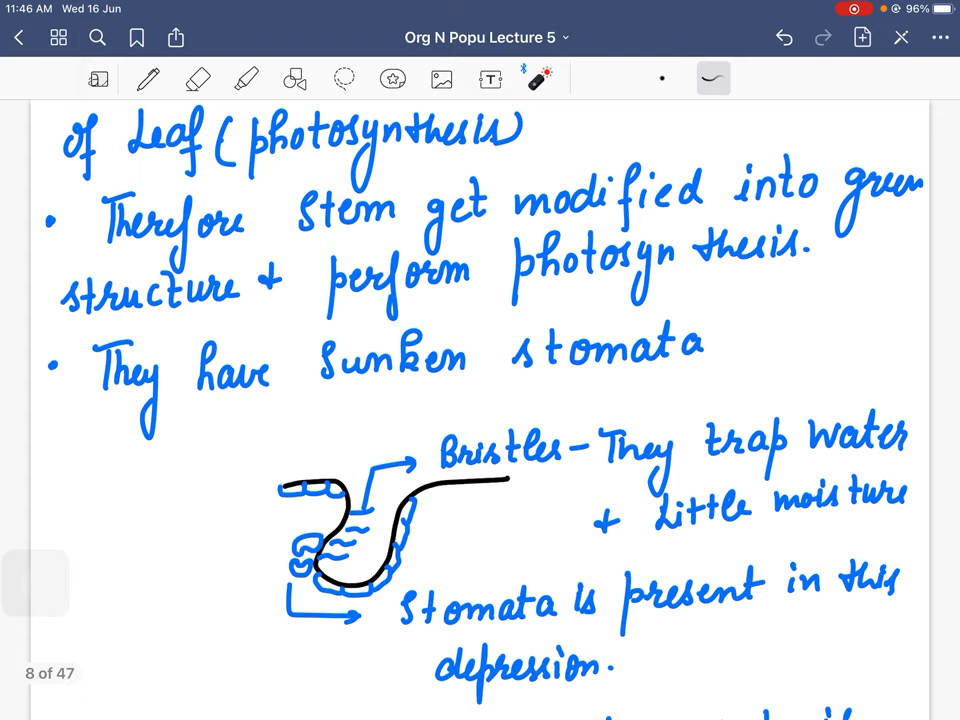 11:46 AM Wed 16 Jun
96%
Org N Popu Lecture 5
T
of Leaf (photosynthesis)
• Therefore Stem get modified into green
structure + perform photosynthesis.
• They have Sunken stomata
Bristles - They trap water
+ Little moisture
Stomata is present in this
depression.
8 of 47